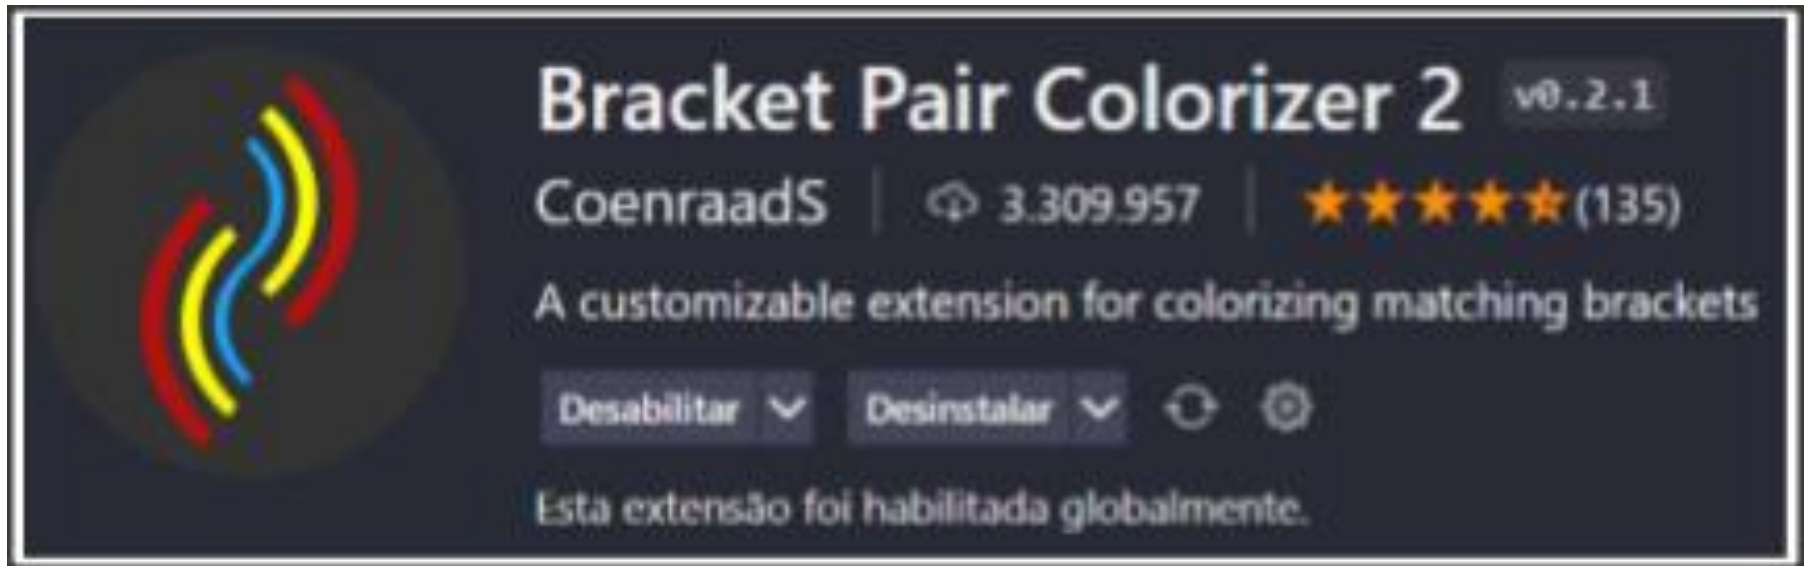 Bracket Pair Colorizer 2 v0.2.1
CoenraadS 3.309.957 (135)
A customizable extension for colorizing matching brackets
Desabilitar Desinstalar
Esta extensão foi habilitada globalmente.